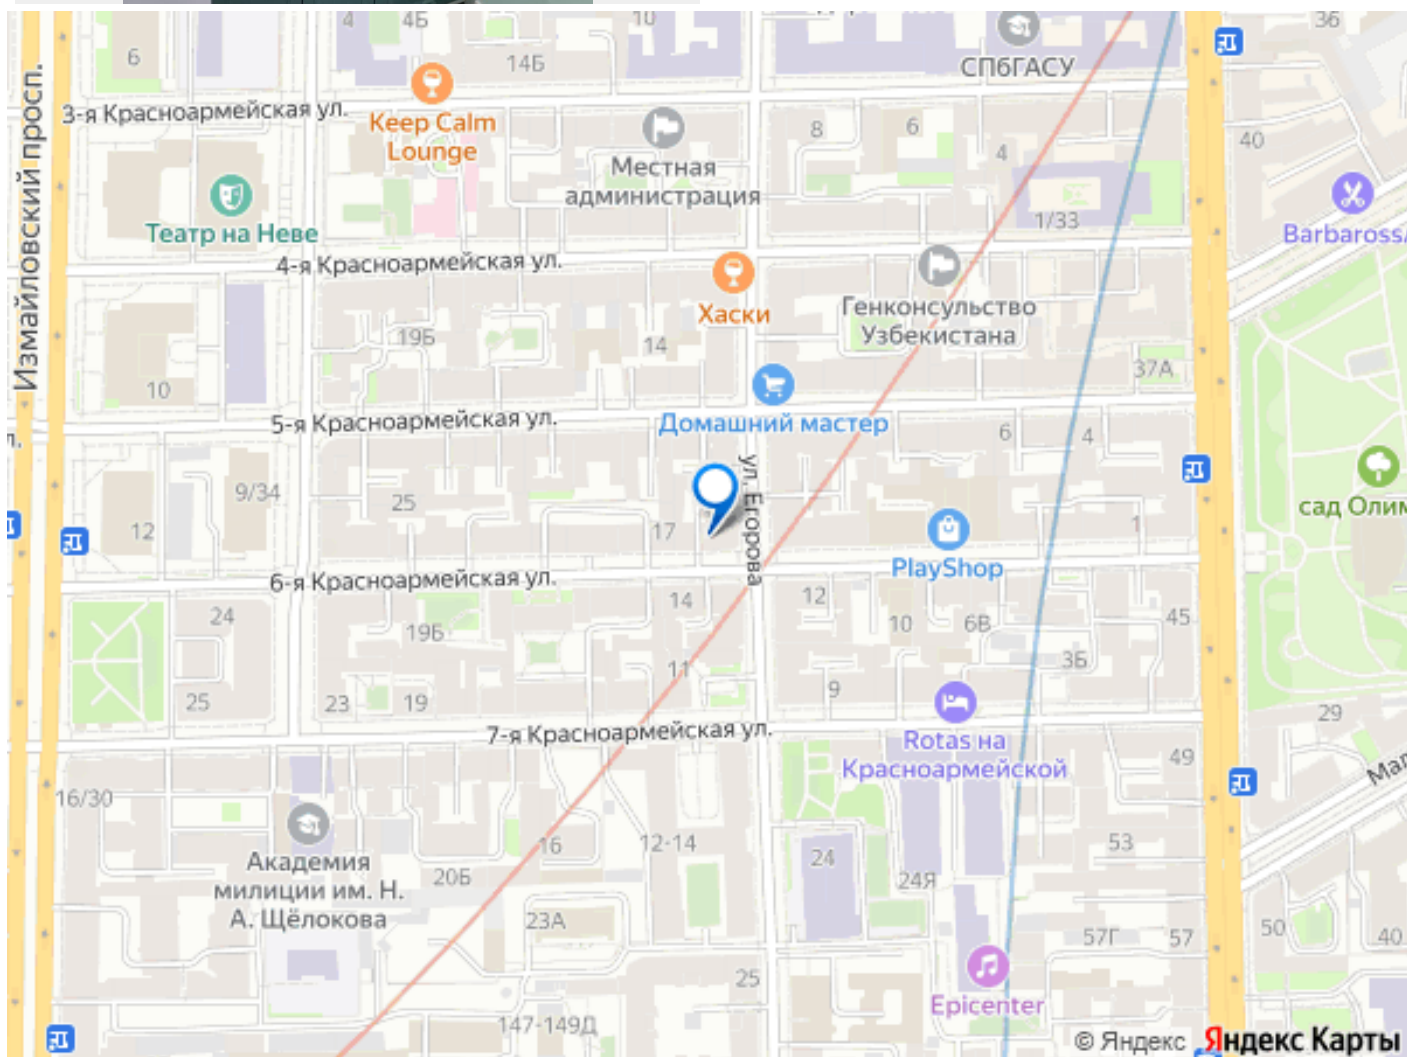 4
4Б
10
36
6
14Б
СПбГАСУ
3-я Красноармейская ул.
Keep Calm
Lounge
8
6
4
40
Местная
администрация
Измайловский просп.
Театр на Неве
1/33
4-я Красноармейская ул.
Хаски
Генконсульство
Узбекистана
19Б
14
10
37А
5-я Красноармейская ул.
Домашний мастер
6
4
ул. Егорова
9/34
25
12
17
1
сад Олим
PlayShop
6-я Красноармейская ул.
24
19Б
14
12
10
6В
45
11
3Б
25
23
19
9
29
7-я Красноармейская ул.
Rotas на
Красноармейской
49
16/30
16
12-14
53
24
24Я
Академия
милиции им. Н.
А. Щёлокова
20Б
23А
57Г
57
50
40
25
Epicenter
147-149Д
© Яндекс Яндекс Карты